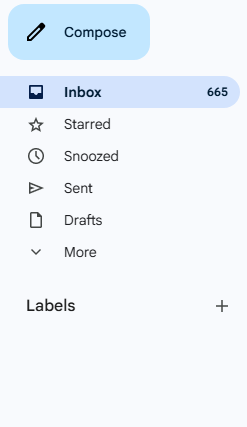 Compose
Inbox 665
Starred
Snoozed
Sent
Drafts
More
Labels